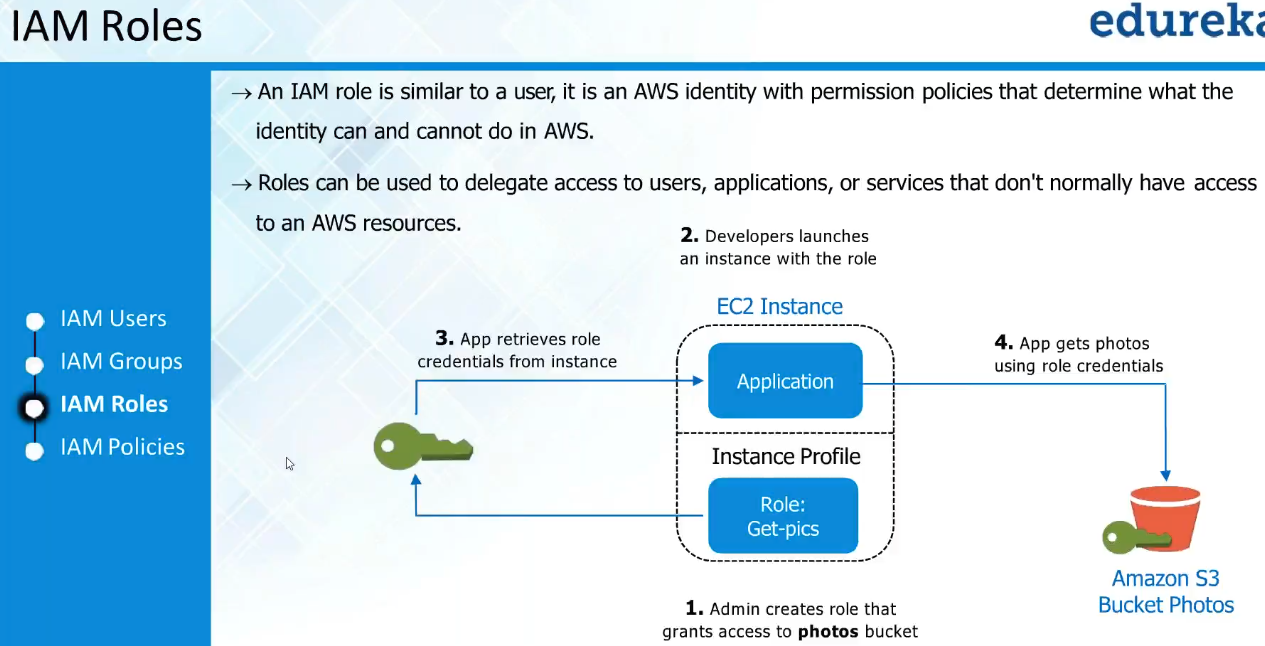 IAM Roles
edureka
→ An IAM role is similar to a user, it is an AWS identity with permission policies that determine what the
identity can and cannot do in AWS.
→ Roles can be used to delegate access to users, applications, or services that don't normally have access
to an AWS resources.
IAM Users
IAM Groups
IAM Roles
IAM Policies
2. Developers launches
an instance with the role
EC2 Instance
3. App retrieves role
credentials from instance
Application
4. App gets photos
using role credentials
Instance Profile
Role:
Get-pics
Amazon S3
Bucket Photos
1. Admin creates role that
grants access to photos bucket